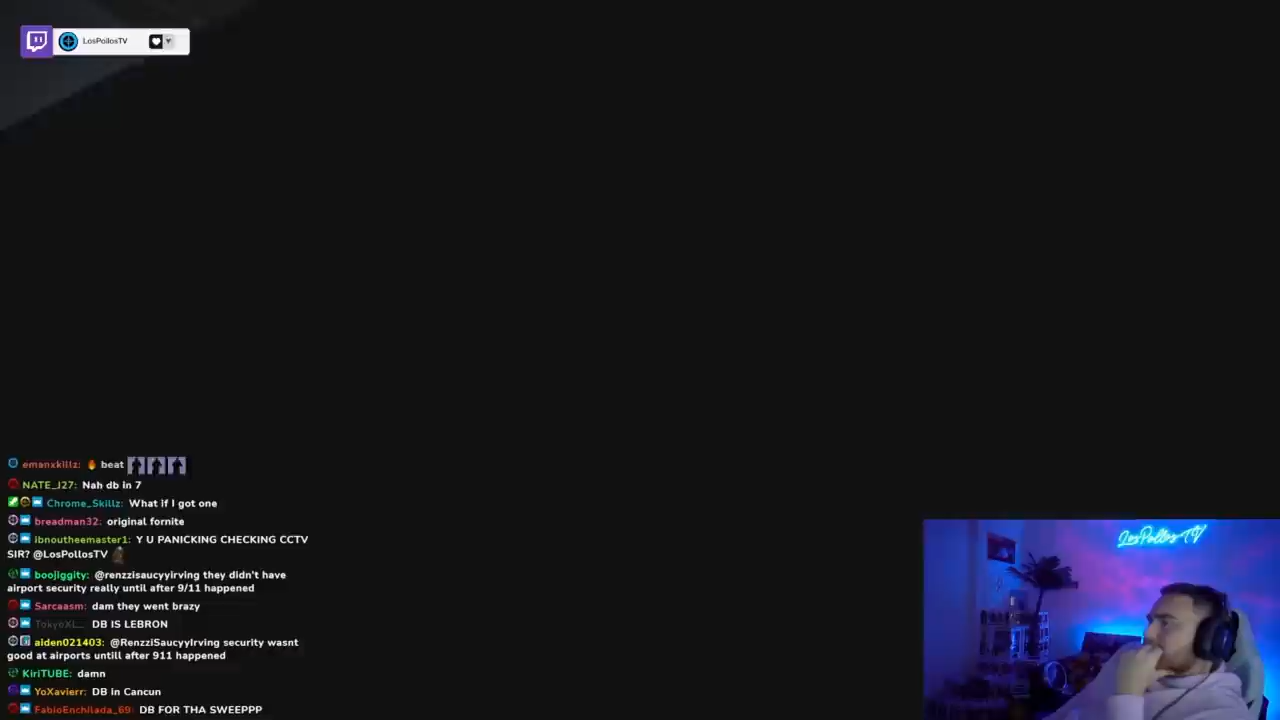 LosPollosTV
emanxkillz: beat
NATE_J27: Nah db in 7
Chrome_Skillz: What if I got one
breadman32: original fornite
ibnoutheemaster1: Y U PANICKING CHECKING CCTV
SIR? @LosPollosTV
boojiggity: @renzzisaucyyirving they didn't have
airport security really until after 9/11 happened
Sarcaasm: dam they went brazy
DB IS LEBRON
aiden021403: @RenzziSaucyyIrving security wasnt
good at airports untill after 911 happened
KiriTUBE: damn
YoXavierr: DB in Cancun
FabioEnchilada_69: DB FOR THA SWEEPPP
LosPollos TV